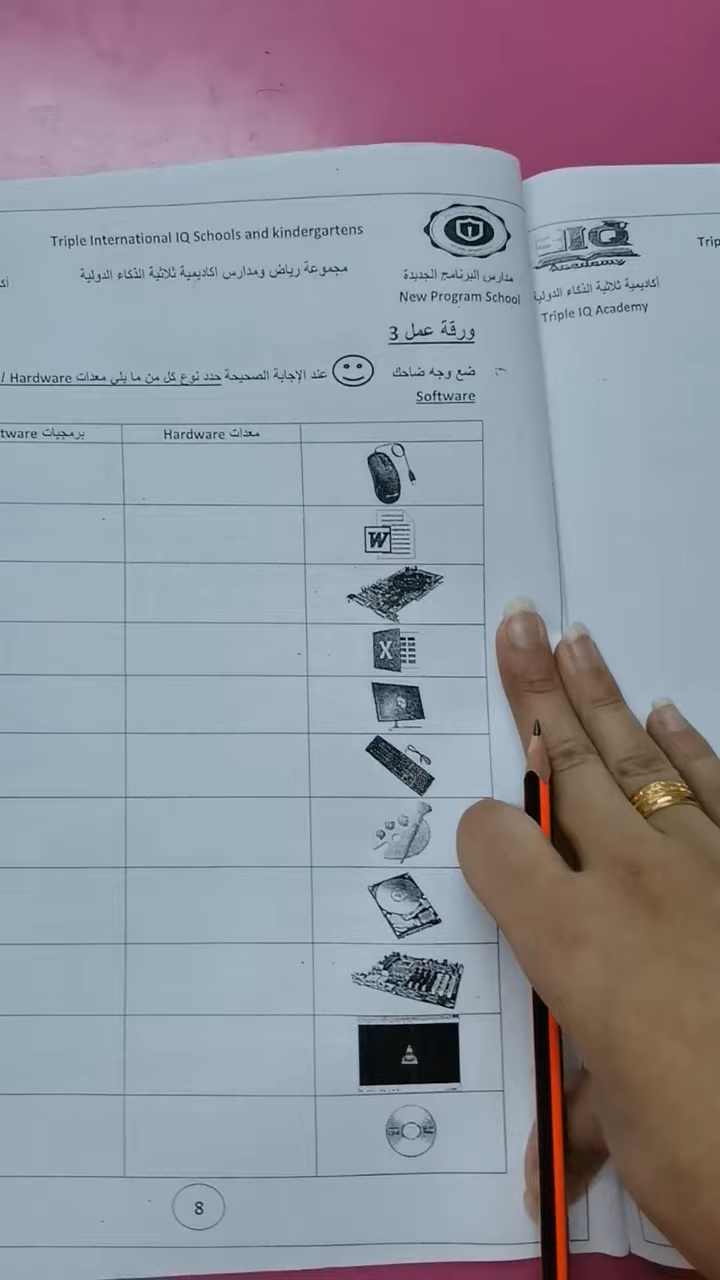 Triple International IQ Schools and kindergartens
مجموعة رياض ومدارس اكاديمية ثلاثية الذكاء الدولية
مدارس البرنامج الجديدة
New Program School
IQ
Academy
أكاديمية ثلاثية الذكاء الدولية
Triple IQ Academy
ورقة عمل 3
ضع وجه ضاحك عند الإجابة الصحيحة حدد نوع كل من ما يلي معدات Hardware /
Software
معدات Hardware
برمجيات
W
X
8